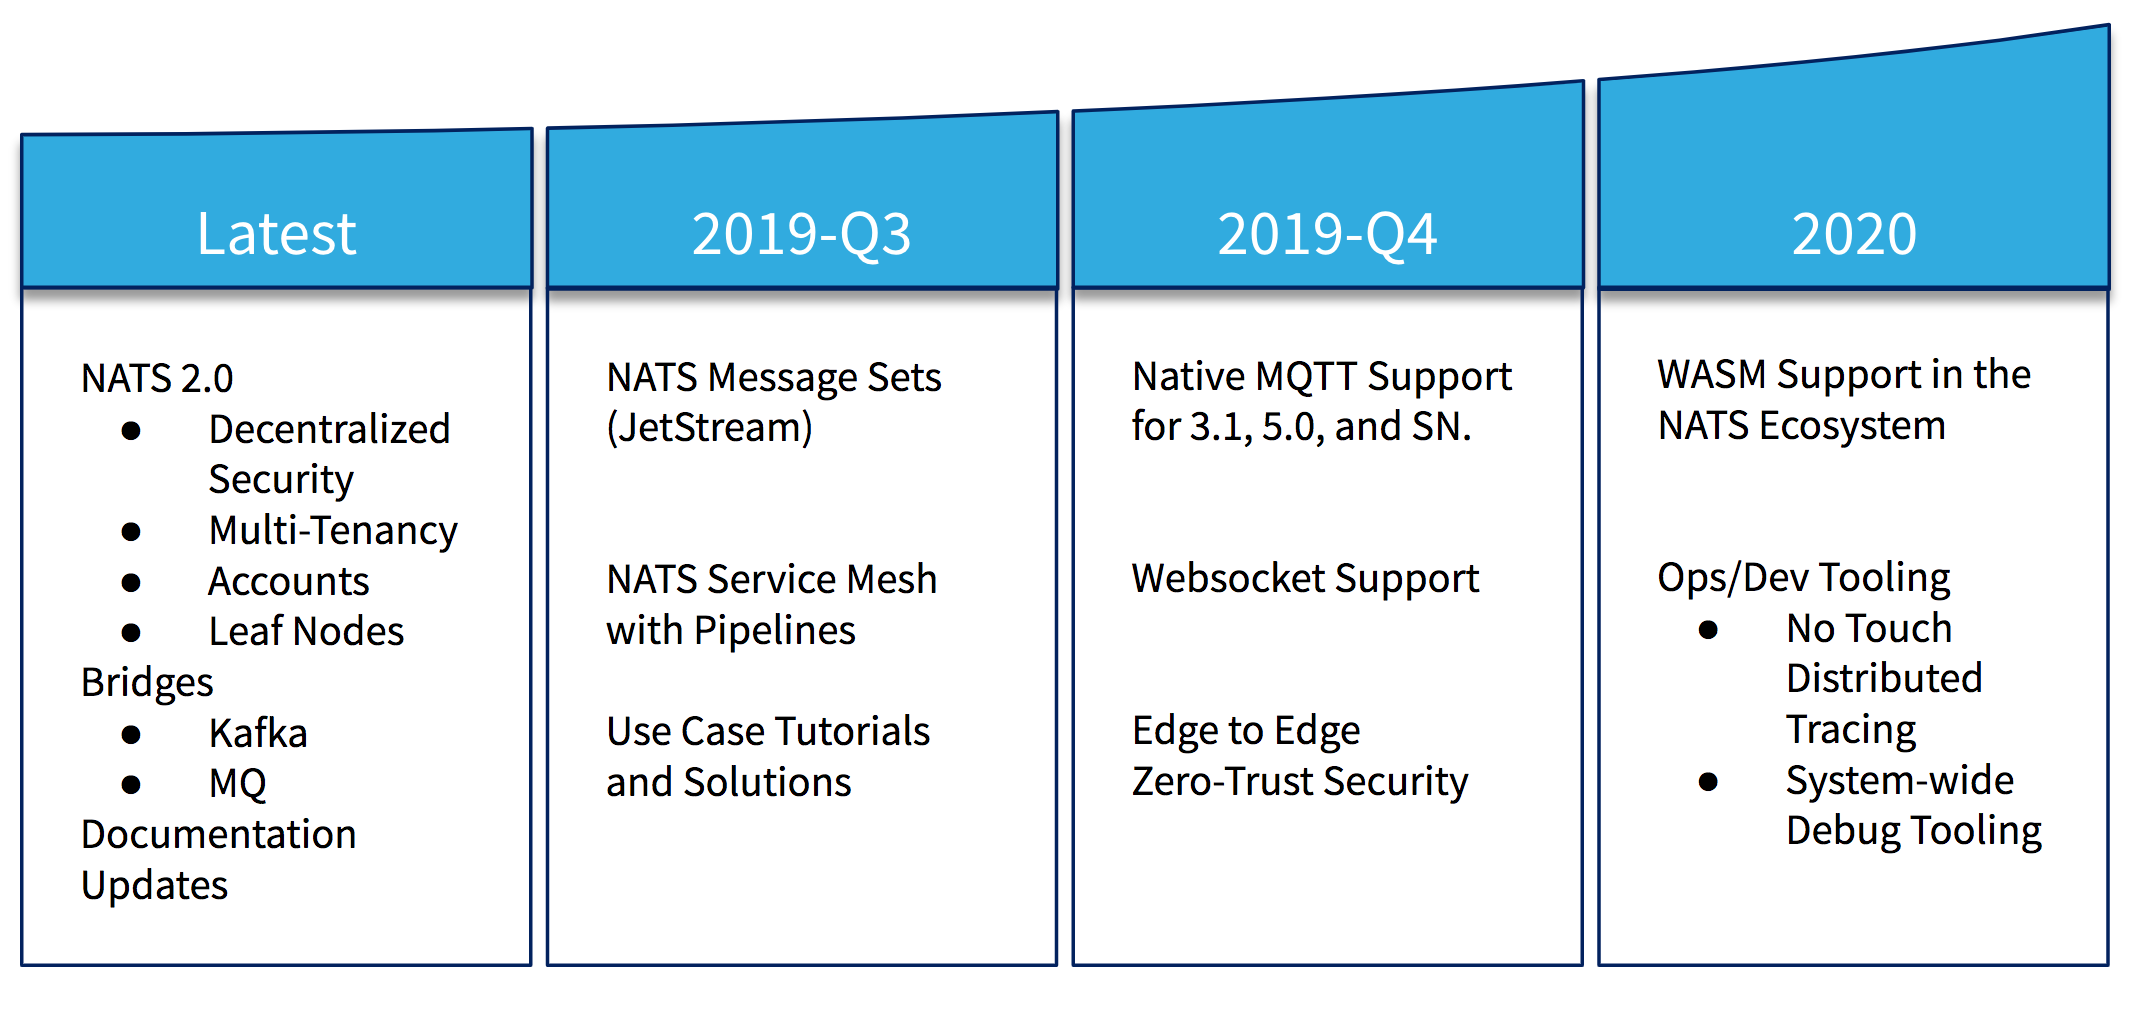 Latest
NATS 2.0
● Decentralized
Security
● Multi-Tenancy
● Accounts
● Leaf Nodes
Bridges
● Kafka
● MQ
Documentation
Updates
2019-Q3
NATS Message Sets
(JetStream)
NATS Service Mesh
with Pipelines
Use Case Tutorials
and Solutions
2019-Q4
Native MQTT Support
for 3.1, 5.0, and SN.
Websocket Support
Edge to Edge
Zero-Trust Security
2020
WASM Support in the
NATS Ecosystem
Ops/Dev Tooling
● No Touch
Distributed
Tracing
● System-wide
Debug Tooling